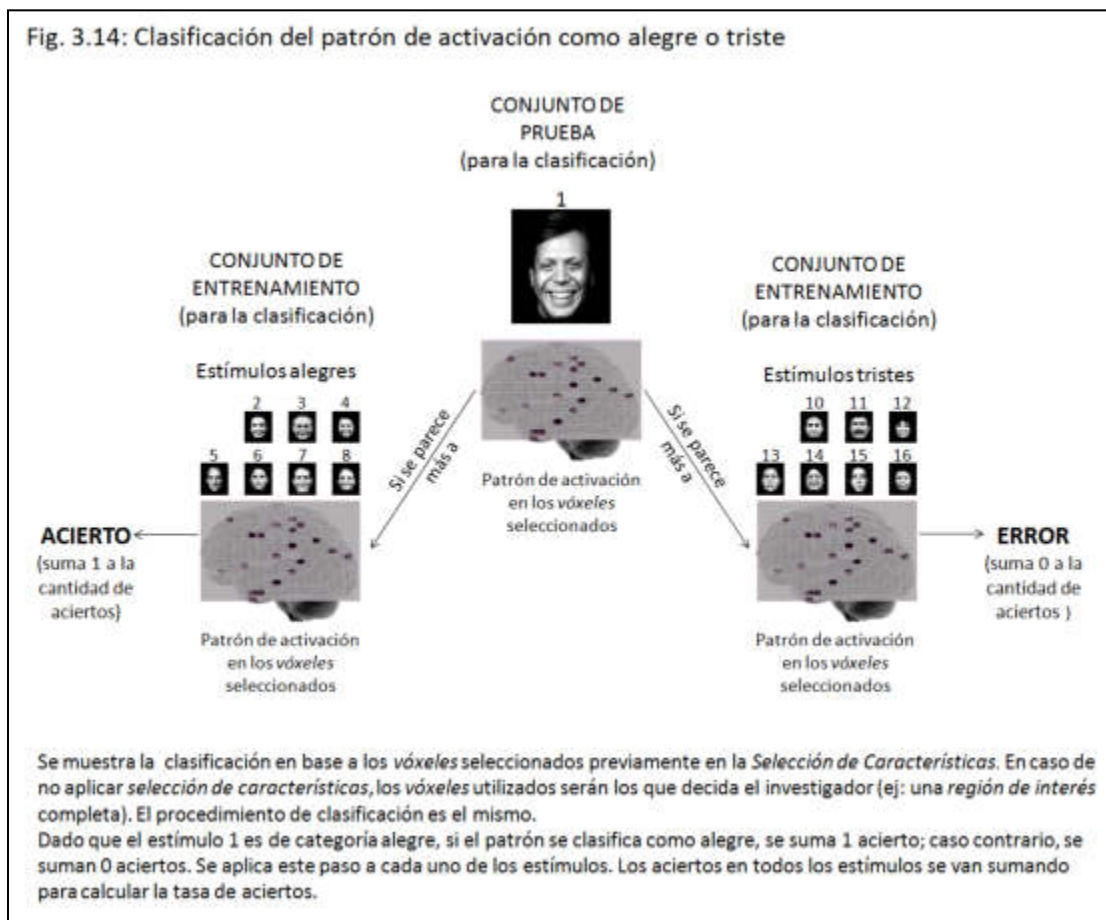 Fig. 3.14: Clasificación del patrón de activación como alegre o triste
CONJUNTO DE
PRUEBA
(para la clasificación)
1
CONJUNTO DE
ENTRENAMIENTO
(para la clasificación)
Estímulos alegres
2 3 4
5 6 7 8
CONJUNTO DE
ENTRENAMIENTO
(para la clasificación)
Estímulos tristes
10 11 12
13 14 15 16
Si se parece
más a
Si se parece
más a
Patrón de activación
en los vóxeles
seleccionados
ACIERTO
(suma 1 a la
cantidad de
aciertos)
ERROR
(suma 0 a la
cantidad de
aciertos )
Patrón de activación
en los vóxeles
seleccionados
Patrón de activación
en los vóxeles
seleccionados
Se muestra la clasificación en base a los vóxeles seleccionados previamente en la Selección de Características. En caso de
no aplicar selección de características, los vóxeles utilizados serán los que decida el investigador (ej: una región de interés
completa). El procedimiento de clasificación es el mismo.
Dado que el estímulo 1 es de categoría alegre, si el patrón se clasifica como alegre, se suma 1 acierto; caso contrario, se
suman 0 aciertos. Se aplica este paso a cada uno de los estímulos. Los aciertos en todos los estímulos se van sumando
para calcular la tasa de aciertos.